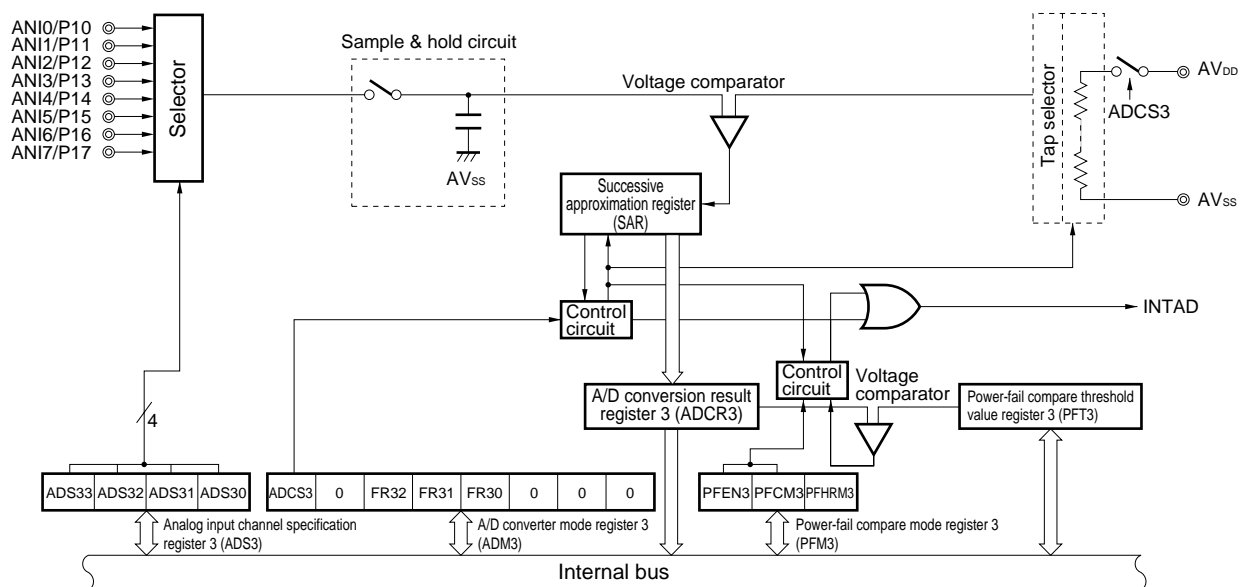 ANI0/P10
ANI1/P11
ANI2/P12
ANI3/P13
ANI4/P14
ANI5/P15
ANI6/P16
ANI7/P17
Selector
Sample & hold circuit
AVSS
Voltage comparator
Tap selector
AVDD
ADCS3
AVSS
Successive
approximation register
(SAR)
Control
circuit
INTAD
Control
circuit
Voltage
comparator
A/D conversion result
register 3 (ADCR3)
Power-fail compare threshold
value register 3 (PFT3)
4
ADS33 ADS32 ADS31 ADS30
ADCS3 0 FR32 FR31 FR30 0 0 0
PFEN3 PFCM3 PFHRM3
Analog input channel specification
register 3 (ADS3)
A/D converter mode register 3
(ADM3)
Power-fail compare mode register 3
(PFM3)
Internal bus